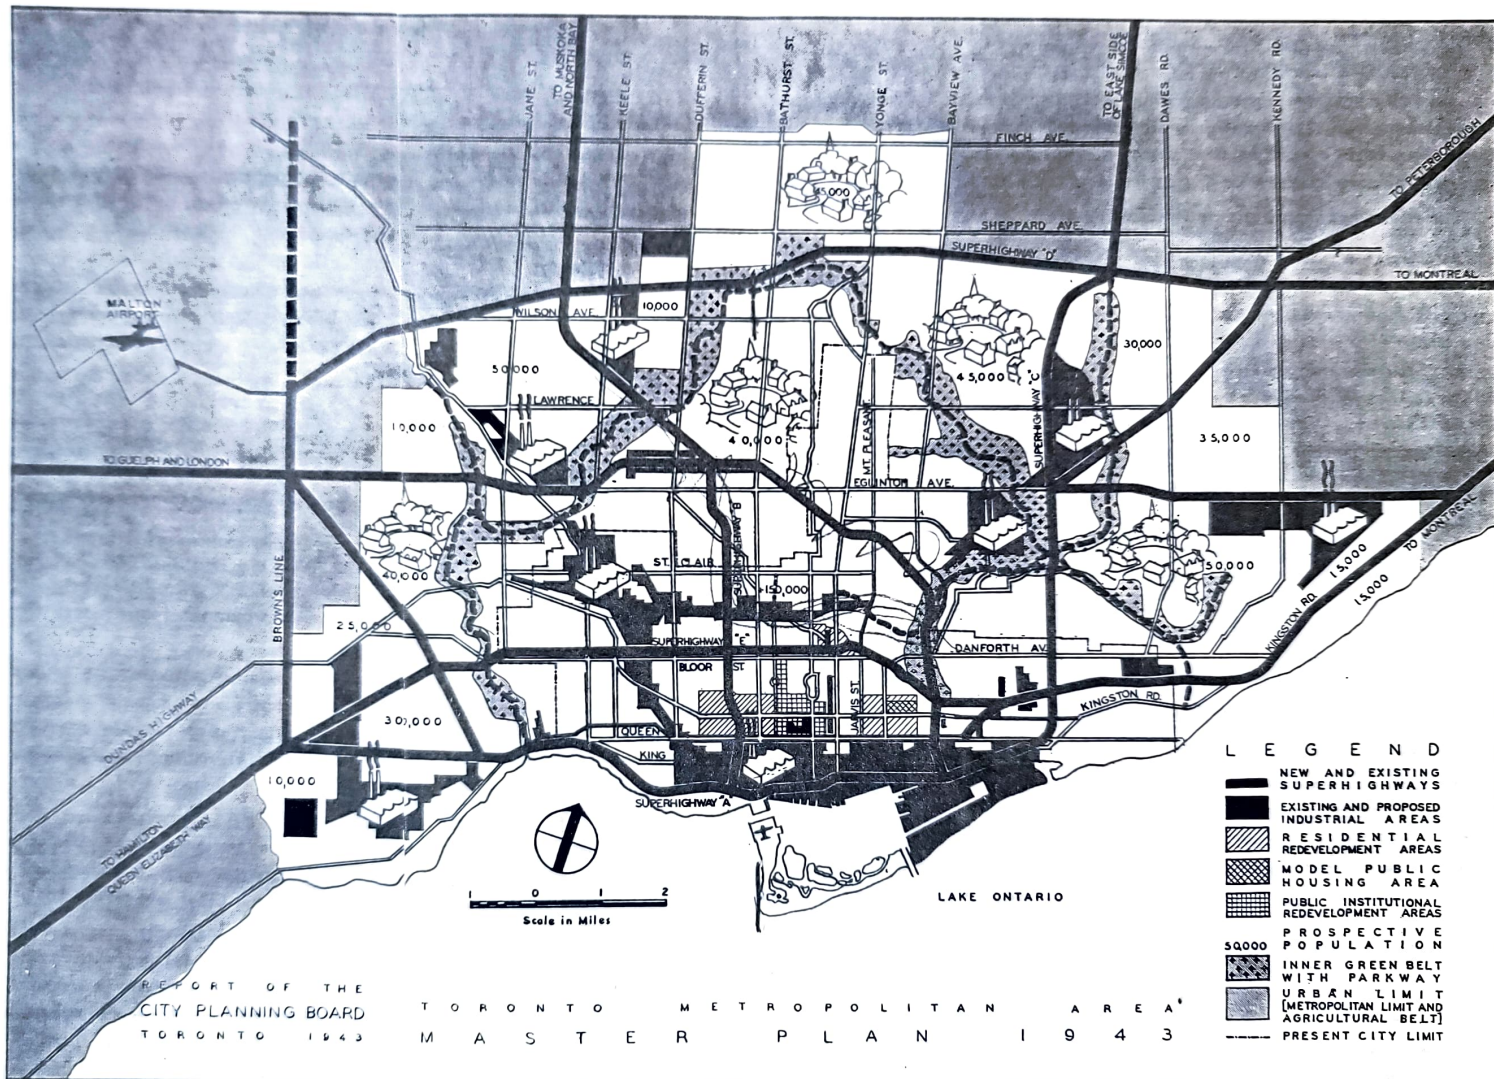 JANE ST.
TO MUSKOKA
AND NORTH BAY
KEELE ST.
DUFFERIN ST.
BATHURST ST.
YONGE ST.
BAYVIEW AVE.
TO EAST SIDE
OF LAKE SIMCOE
DAWES RD.
KENNEDY RD.
FINCH AVE.
TO PETERBOROUGH
45,000
SHEPPARD AVE.
SUPERHIGHWAY "D"
TO MONTREAL
MALTON
AIRPORT
WILSON AVE.
10,000
30,000
50,000
45,000
LAWRENCE
MT. PLEASANT
SUPERHIGHWAY "C"
10,000
40,000
35,000
TO GUELPH AND LONDON
EGLINTON AVE.
SUPERHIGHWAY "B"
TO MONTREAL
BROWN'S LINE
40,000
ST. CLAIR
+150,000
50,000
15,000
15,000
KINGSTON RD.
25,000
SUPERHIGHWAY "E"
DANFORTH AV.
BLOOR ST.
JARVIS ST.
KINGSTON RD.
DUNDAS HIGHWAY
QUEEN
KING
10,000
SUPERHIGHWAY "A"
TO HAMILTON
QUEEN ELIZABETH WAY
1 0 1 2
Scale in Miles
LAKE ONTARIO
LEGEND
NEW AND EXISTING
SUPERHIGHWAYS
EXISTING AND PROPOSED
INDUSTRIAL AREAS
RESIDENTIAL
REDEVELOPMENT AREAS
MODEL PUBLIC
HOUSING AREA
PUBLIC INSTITUTIONAL
REDEVELOPMENT AREAS
50,000 PROSPECTIVE
POPULATION
INNER GREEN BELT
WITH PARKWAY
URBAN LIMIT
[METROPOLITAN LIMIT AND
AGRICULTURAL BELT]
PRESENT CITY LIMIT
REPORT OF THE
CITY PLANNING BOARD
TORONTO 1943
TORONTO METROPOLITAN AREA
MASTER PLAN 1943